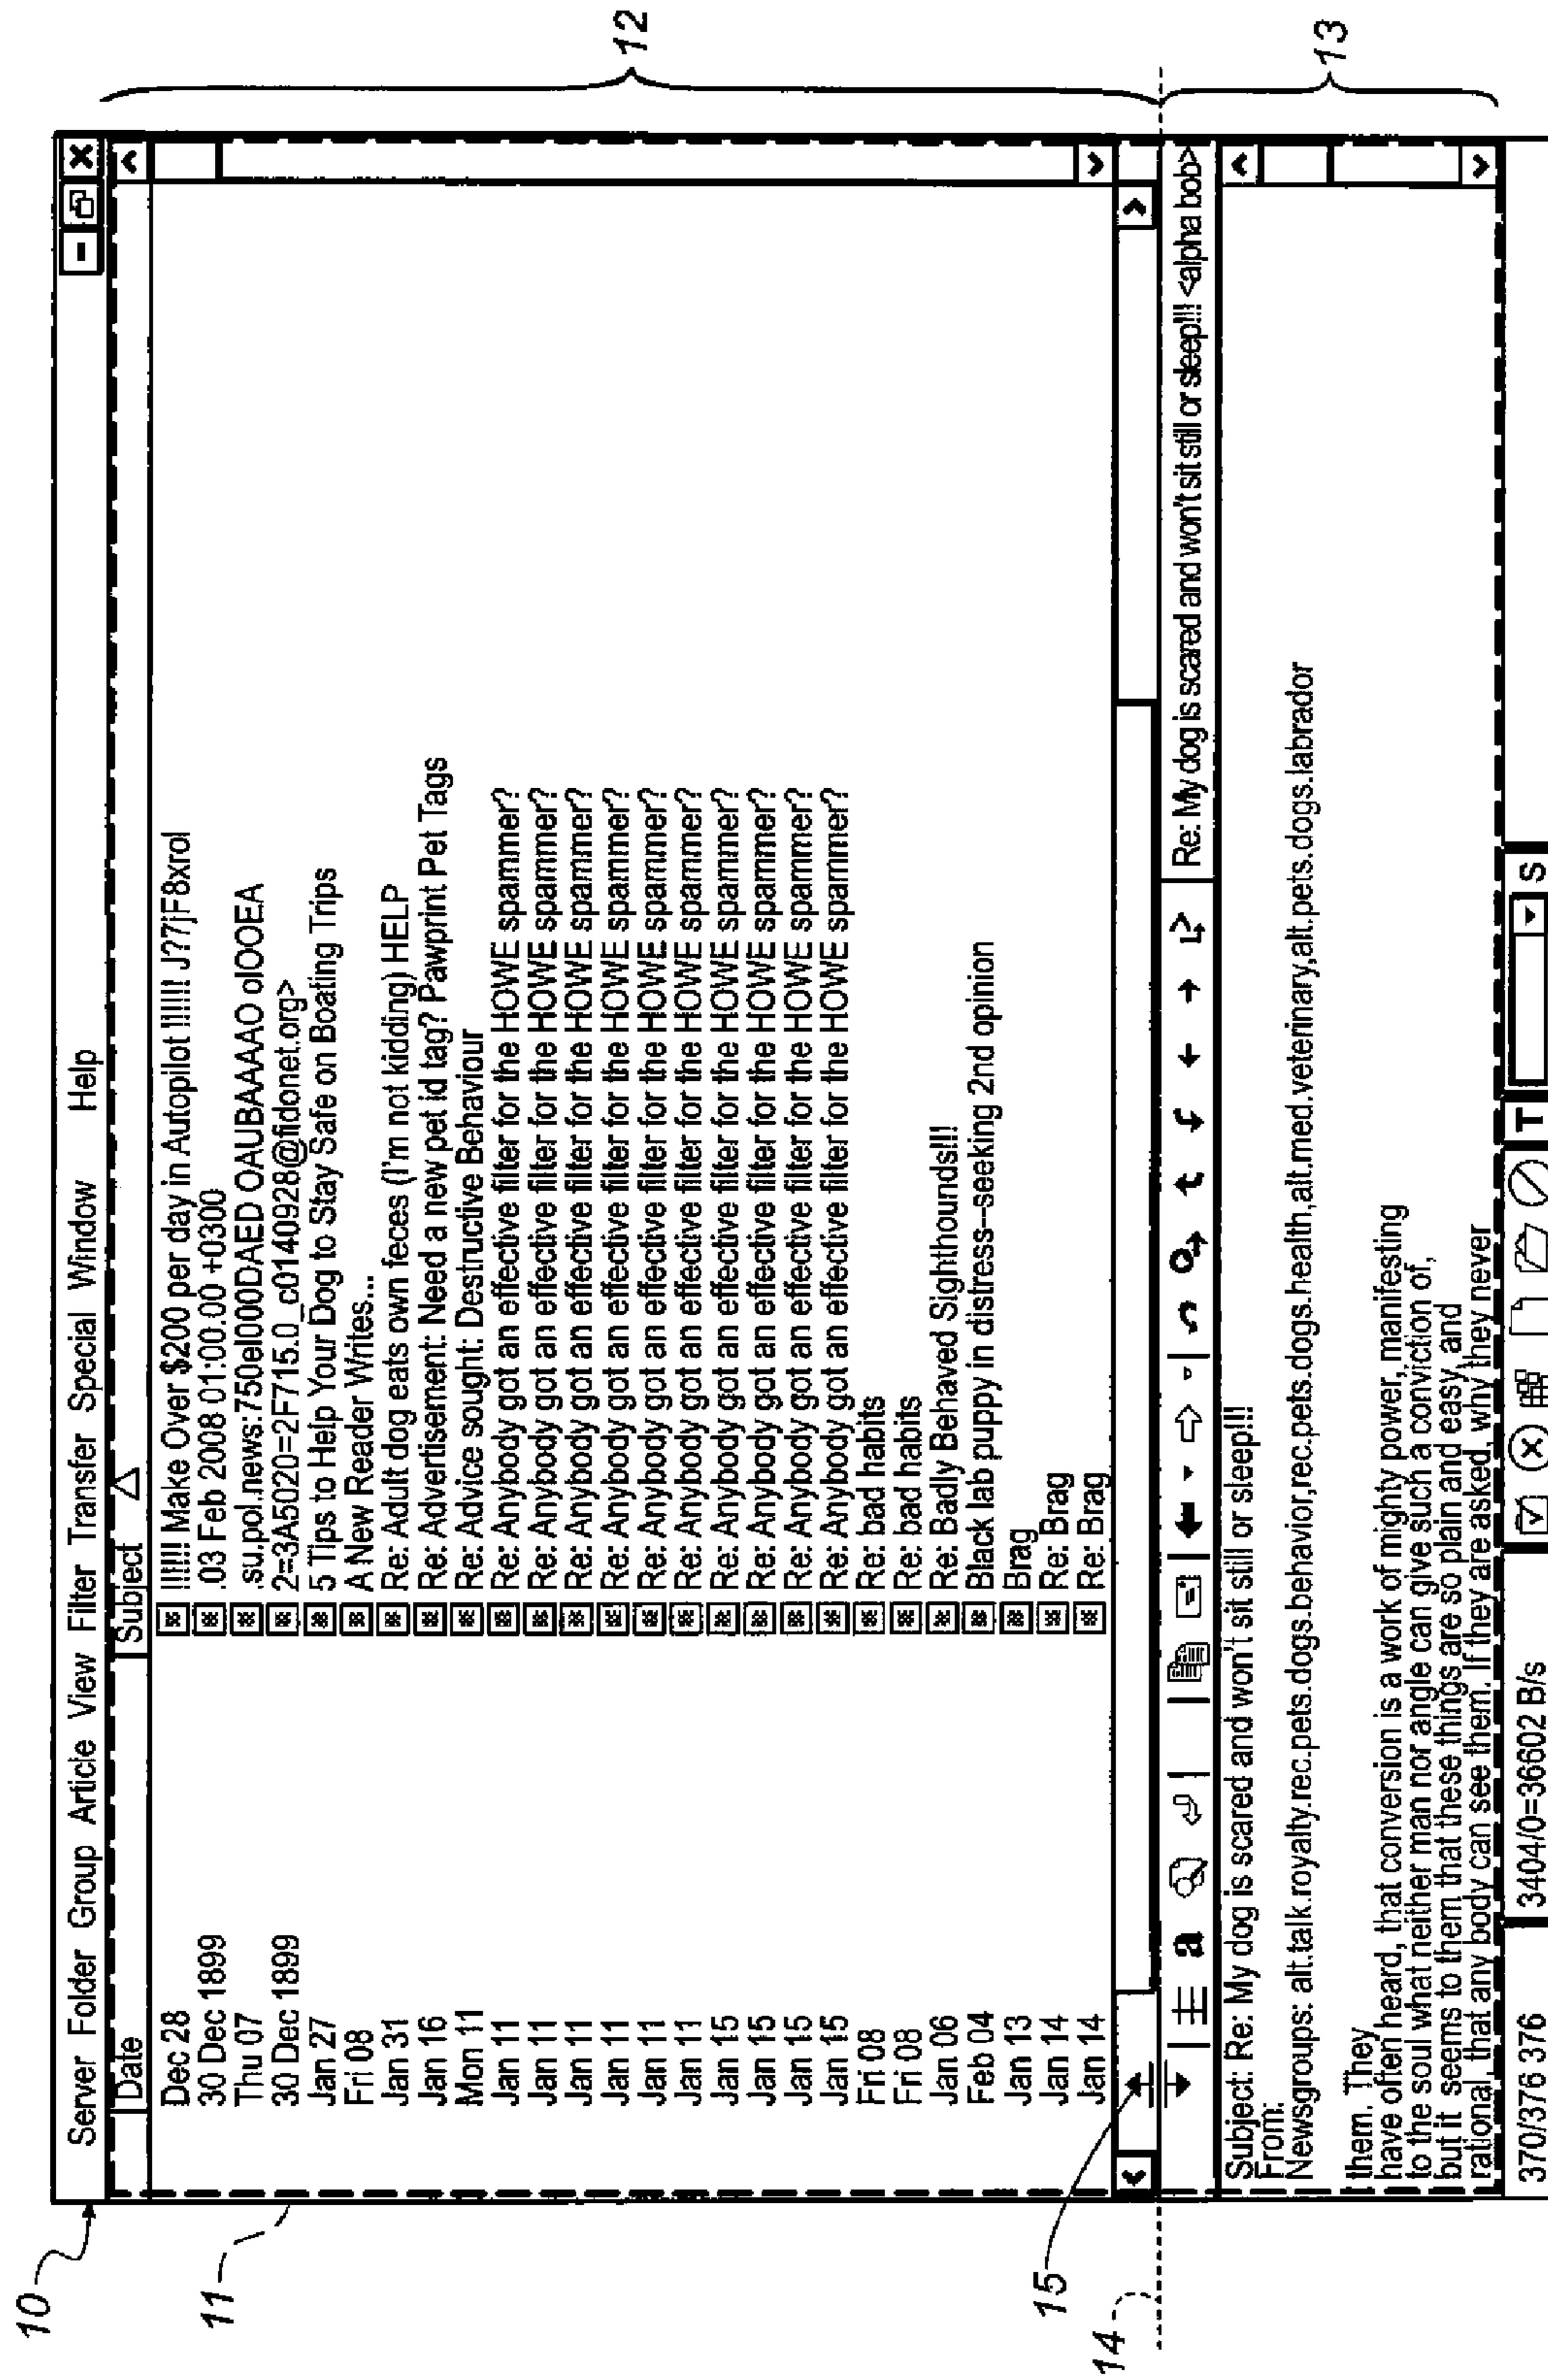 10
Server Folder Group Article View Filter Transfer Special Window Help
Date Subject
Dec 28 !!!!! Make Over $200 per day in Autopilot !!!!!! J?7jF8xrol
30 Dec 1899 .03 Feb 2008 01:00.00 +0300
Thu 07 .su.pol.news:750el000DAED OAUBAAAAO olOOEA
30 Dec 1899 2=3A5020=2F715.0_c0140928@fidonet.org>
Jan 27 5 Tips to Help Your Dog to Stay Safe on Boating Trips
Fri 08 A New Reader Writes...
Jan 31 Re: Adult dog eats own feces (I'm not kidding) HELP
Jan 16 Re: Advertisement: Need a new pet id tag? Pawprint Pet Tags
Mon 11 Re: Advice sought: Destructive Behaviour
Jan 11 Re: Anybody got an effective filter for the HOWE spammer?
Jan 11 Re: Anybody got an effective filter for the HOWE spammer?
Jan 11 Re: Anybody got an effective filter for the HOWE spammer?
Jan 11 Re: Anybody got an effective filter for the HOWE spammer?
Jan 11 Re: Anybody got an effective filter for the HOWE spammer?
Jan 11 Re: Anybody got an effective filter for the HOWE spammer?
Jan 15 Re: Anybody got an effective filter for the HOWE spammer?
Jan 15 Re: Anybody got an effective filter for the HOWE spammer?
Jan 15 Re: Anybody got an effective filter for the HOWE spammer?
Jan 15 Re: Anybody got an effective filter for the HOWE spammer?
Fri 08 Re: bad habits
Fri 08 Re: bad habits
Jan 06 Re: Badly Behaved Sighthounds!!!
Feb 04 Black lab puppy in distress--seeking 2nd opinion
Jan 13 Brag
Jan 14 Re: Brag
Jan 14 Re: Brag
11
12
15
14
a Re: My dog is scared and won't sit still or sleep!!! <alpha bob>
Subject: Re: My dog is scared and won't sit still or sleep!!!
From:
Newsgroups: alt.talk.royalty.rec.pets.dogs.behavior,rec.pets.dogs.health,alt.med.veterinary,alt.pets.dogs.labrador
them. They
have often heard, that conversion is a work of mighty power, manifesting
to the soul what neither man nor angle can give such a conviction of,
but it seems to them that these things are so plain and easy, and
rational, that any body can see them. If they are asked, why they never
13
370/376 376 3404/0=36602 B/s T S